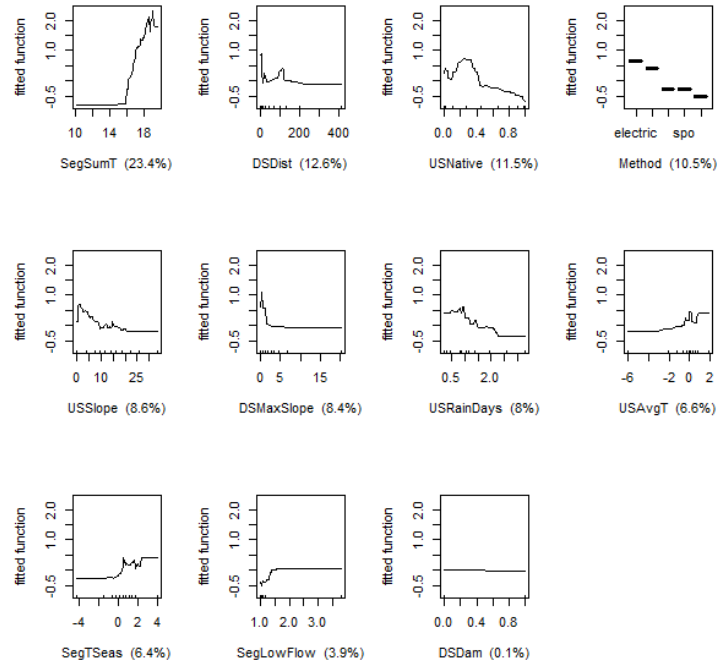 fitted function
-0.5 1.0 2.0
10 14 18
SegSumT (23.4%)
fitted function
-0.5 1.0 2.0
0 200 400
DSDist (12.6%)
fitted function
-0.5 1.0 2.0
0.0 0.4 0.8
USNative (11.5%)
fitted function
-0.5 1.0 2.0
electric spo
Method (10.5%)
fitted function
-0.5 1.0 2.0
0 10 25
USSlope (8.6%)
fitted function
-0.5 1.0 2.0
0 5 15
DSMaxSlope (8.4%)
fitted function
-0.5 1.0 2.0
0.5 2.0
USRainDays (8%)
fitted function
-0.5 1.0 2.0
-6 -2 0 2
USAvgT (6.6%)
fitted function
-0.5 1.0 2.0
-4 0 2 4
SegTSeas (6.4%)
fitted function
-0.5 1.0 2.0
1.0 2.0 3.0
SegLowFlow (3.9%)
fitted function
-0.5 1.0 2.0
0.0 0.4 0.8
DSDam (0.1%)